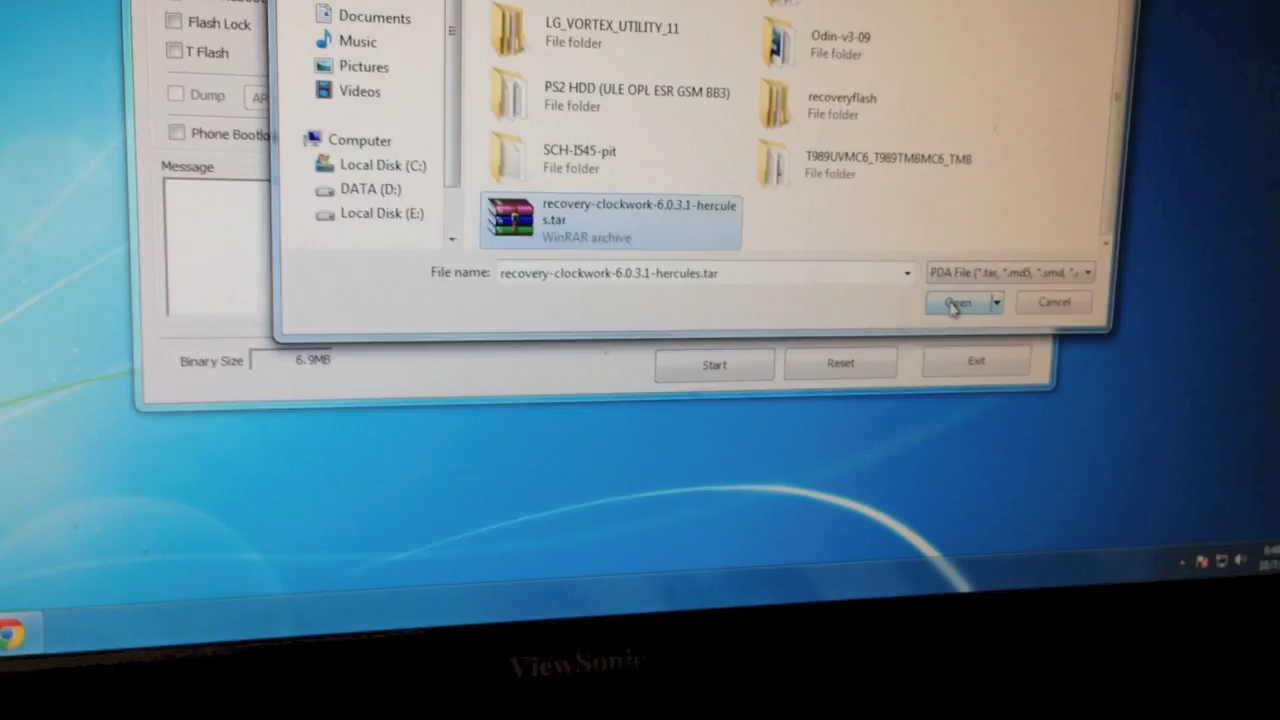 Flash Lock
T Flash
Dump
AP
Phone Bootlo
Message
Binary Size
6.9MB
Documents
Music
Pictures
Videos
Computer
Local Disk (C:)
DATA (D:)
Local Disk (E:)
LG_VORTEX_UTILITY_11
File folder
PS2 HDD (ULE OPL ESR GSM BB3)
File folder
SCH-I545-pit
File folder
recovery-clockwork-6.0.3.1-hercule
s.tar
WinRAR archive
Odin-v3-09
File folder
recoveryflash
File folder
T989UVMC6_T989TMBMC6_TMB
File folder
File name:
recovery-clockwork-6.0.3.1-hercules.tar
PDA File (*.tar, *.md5, *.smd, *.
Open
Cancel
Start
Reset
Exit
ViewSonic